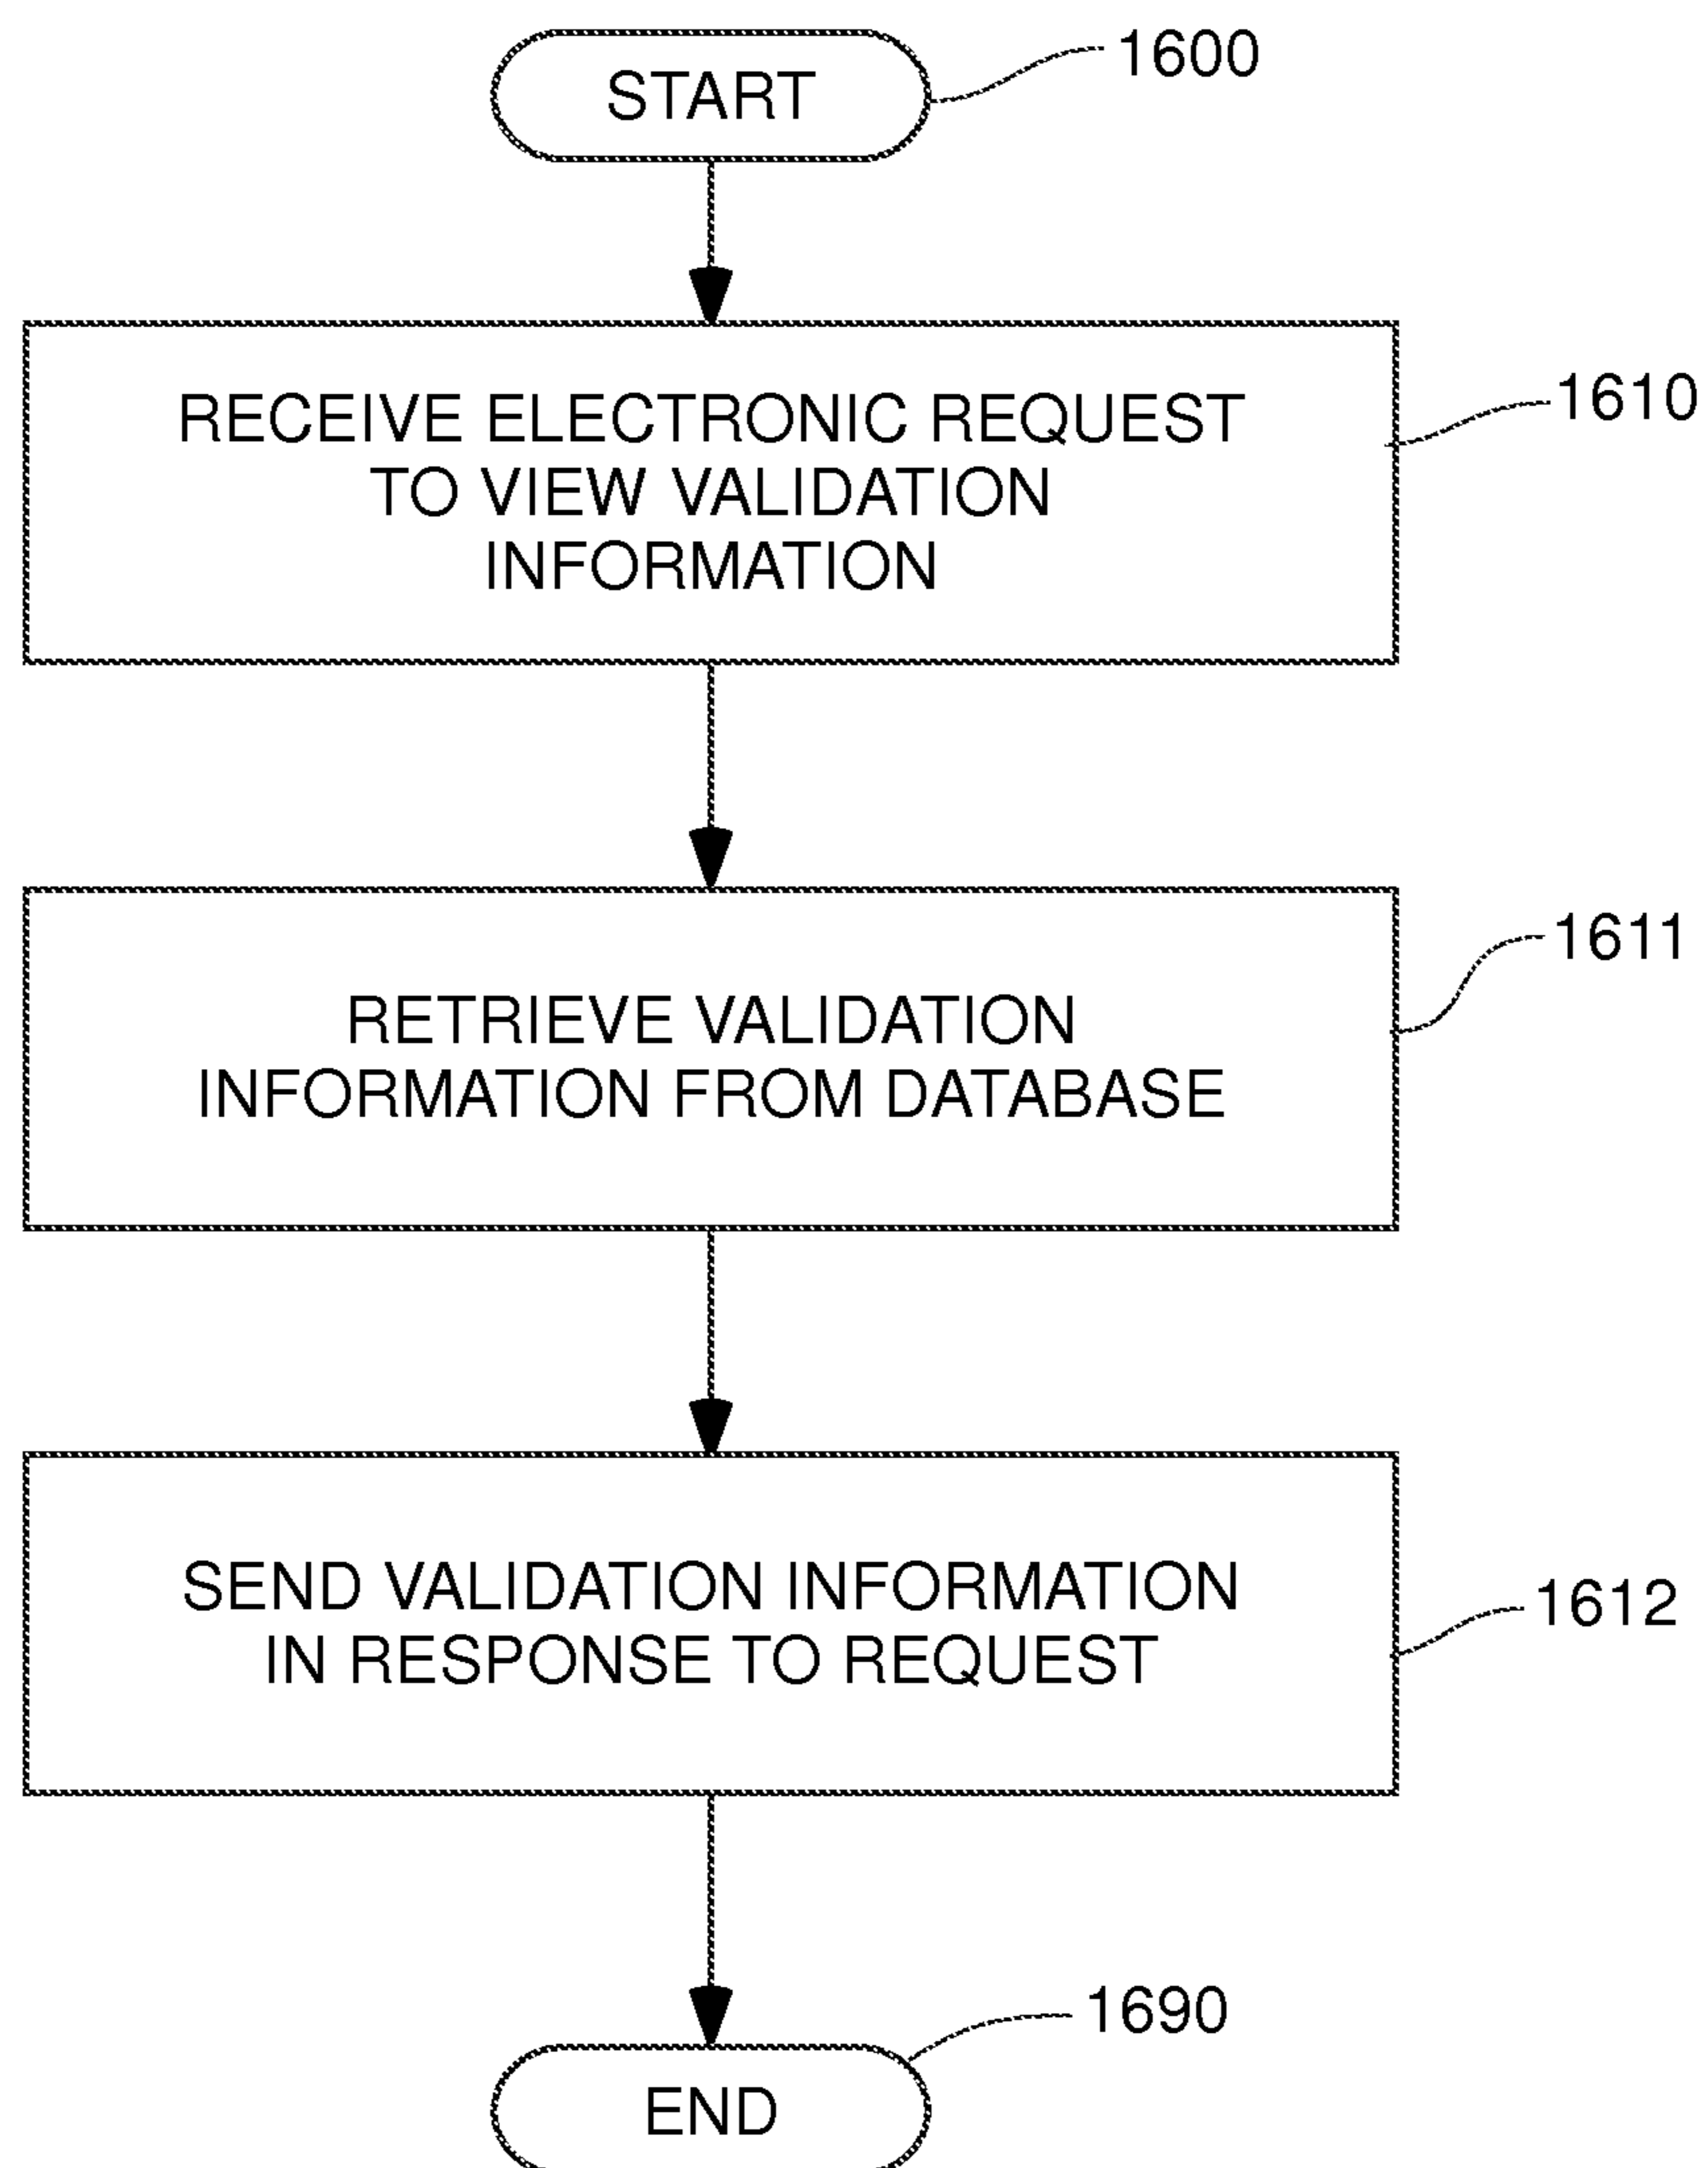 START
1600
RECEIVE ELECTRONIC REQUEST
TO VIEW VALIDATION
INFORMATION
1610
RETRIEVE VALIDATION
INFORMATION FROM DATABASE
1611
SEND VALIDATION INFORMATION
IN RESPONSE TO REQUEST
1612
1690
END